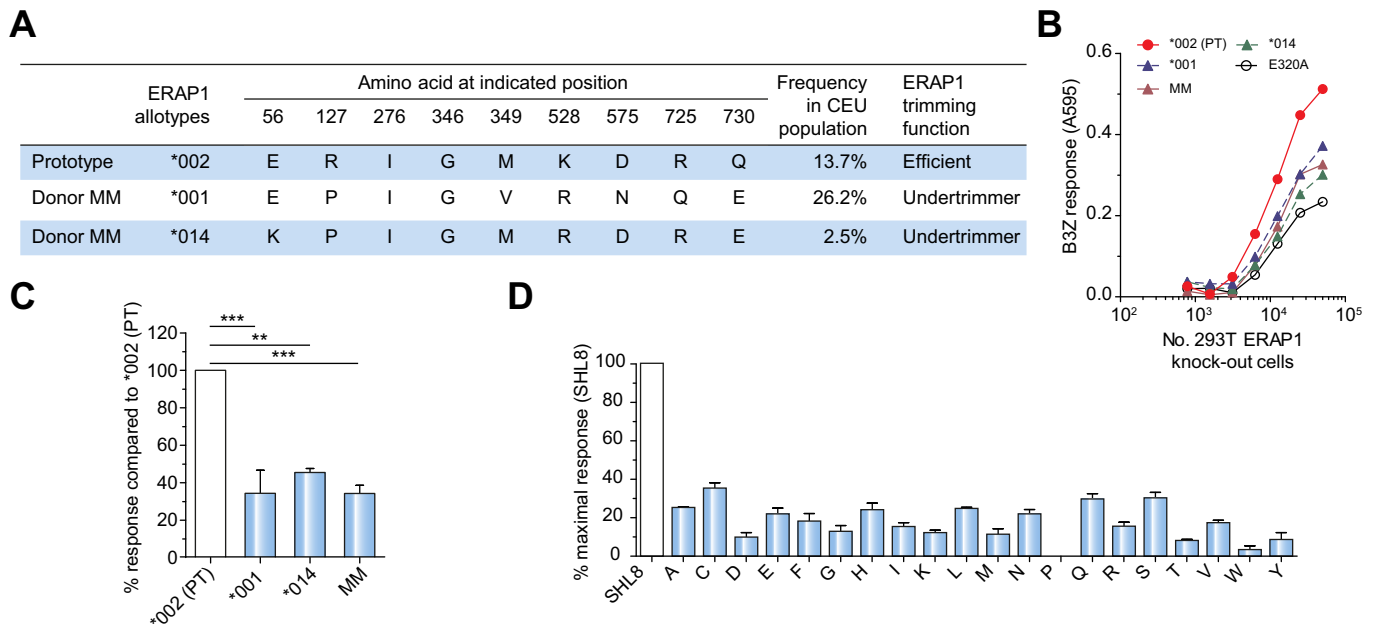 A
ERAP1 allotypes
Amino acid at indicated position
Frequency in CEU population
ERAP1 trimming function
56 127 276 346 349 528 575 725 730
Prototype *002 E R I G M K D R Q 13.7% Efficient
Donor MM *001 E P I G V R N Q E 26.2% Undertrimmer
Donor MM *014 K P I G M R D R E 2.5% Undertrimmer
B
B3Z response (A595)
0.6
0.4
0.2
0.0
*002 (PT)
*001
MM
*014
E320A
10² 10³ 10⁴ 10⁵
No. 293T ERAP1
knock-out cells
C
% response compared to *002 (PT)
120
100
80
60
40
20
0
***
**
***
*002 (PT) *001 *014 MM
D
% maximal response (SHL8)
100
80
60
40
20
0
SHL8 A C D E F G H I K L M N P Q R S T V W Y